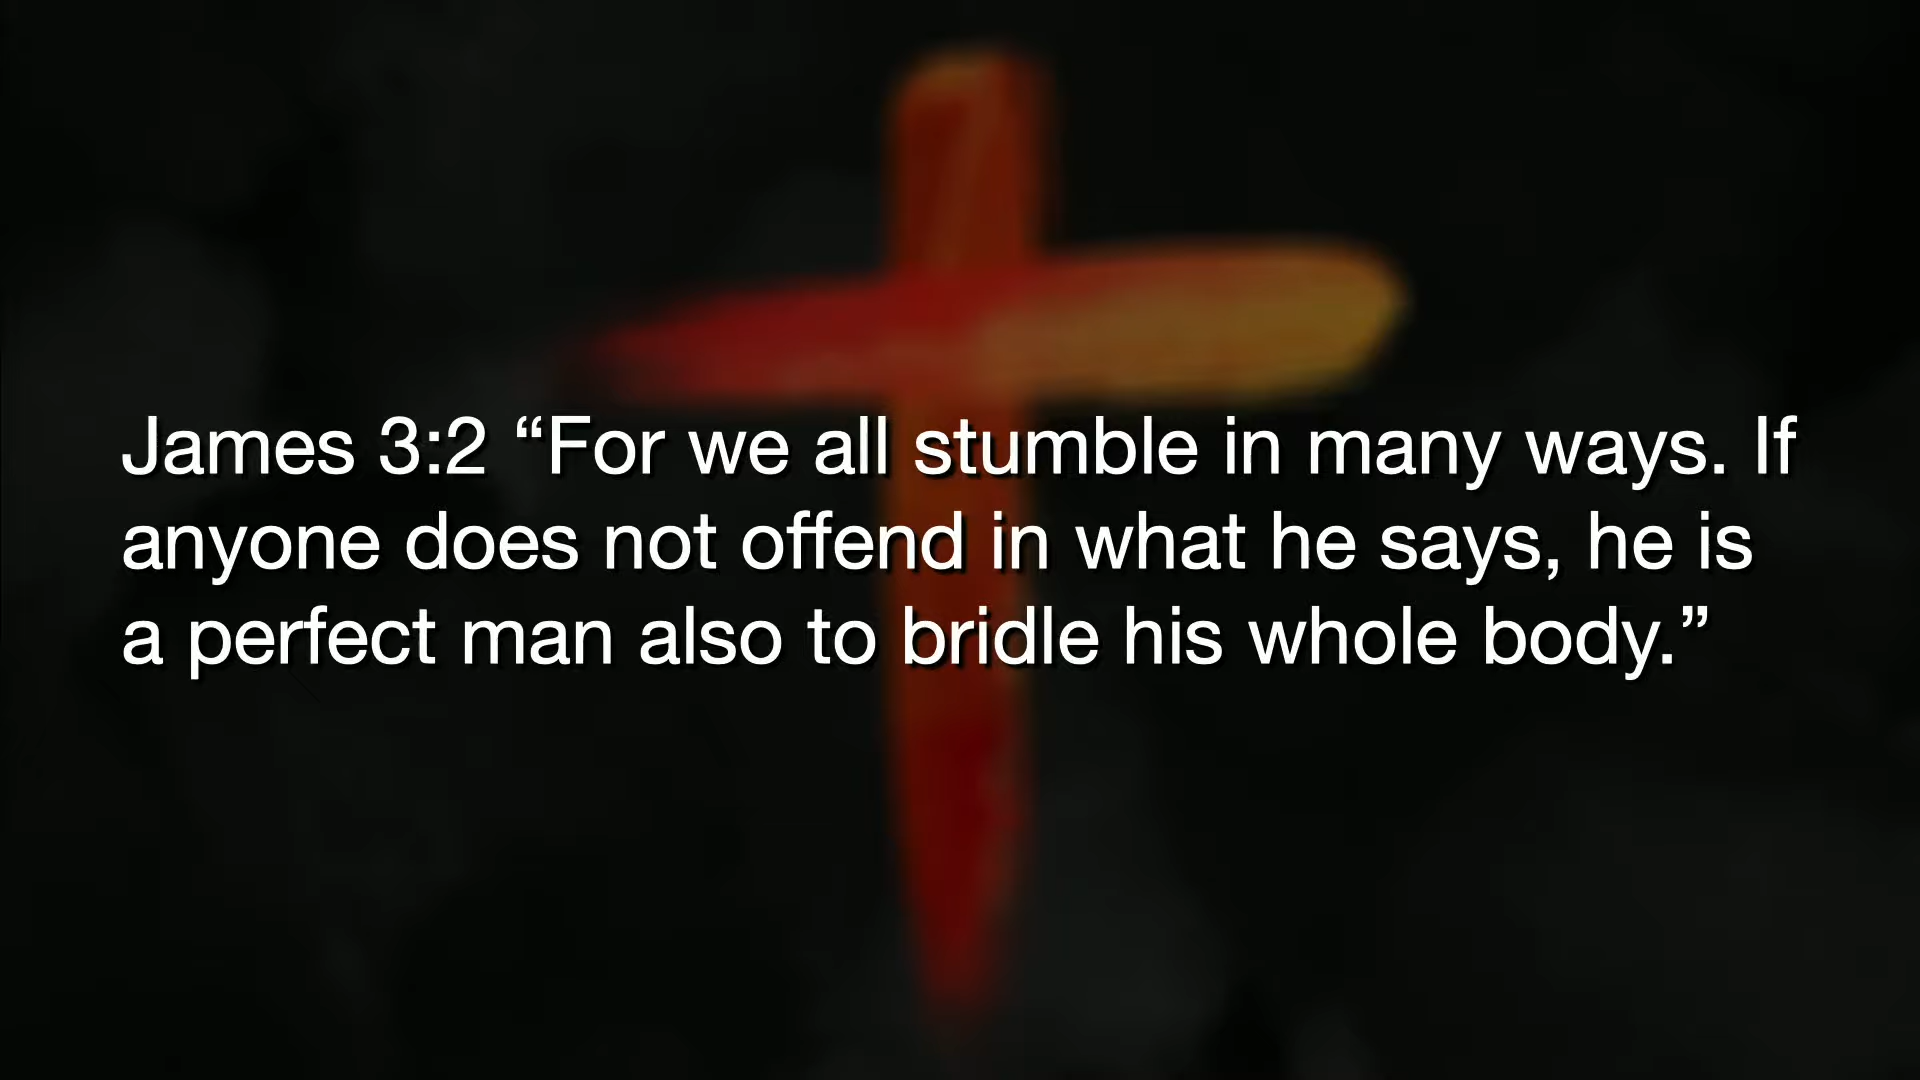 James 3:2 “For we all stumble in many ways. If
anyone does not offend in what he says, he is
a perfect man also to bridle his whole body.”